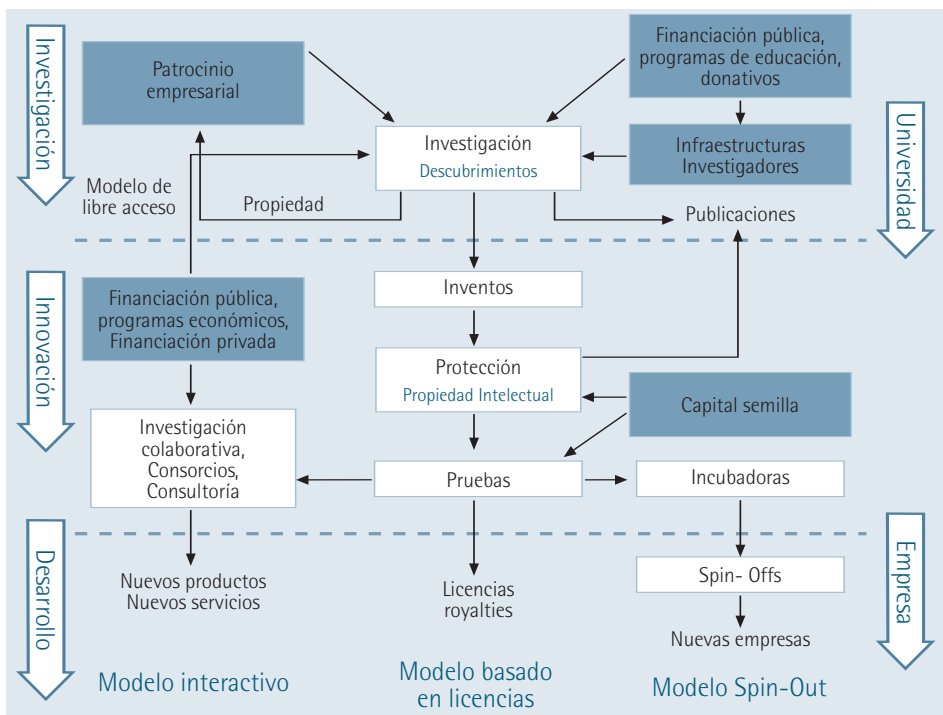 Investigación
Patrocinio
empresarial
Financiación pública,
programas de educación,
donativos
Universidad
Investigación
Descubrimientos
Infraestructuras
Investigadores
Modelo de
libre acceso
Propiedad
Publicaciones
Innovación
Financiación pública,
programas económicos,
Financiación privada
Inventos
Protección
Propiedad Intelectual
Capital semilla
Investigación
colaborativa,
Consorcios,
Consultoría
Pruebas
Incubadoras
Desarrollo
Empresa
Nuevos productos
Nuevos servicios
Licencias
royalties
Spin- Offs
Nuevas empresas
Modelo interactivo
Modelo basado
en licencias
Modelo Spin-Out